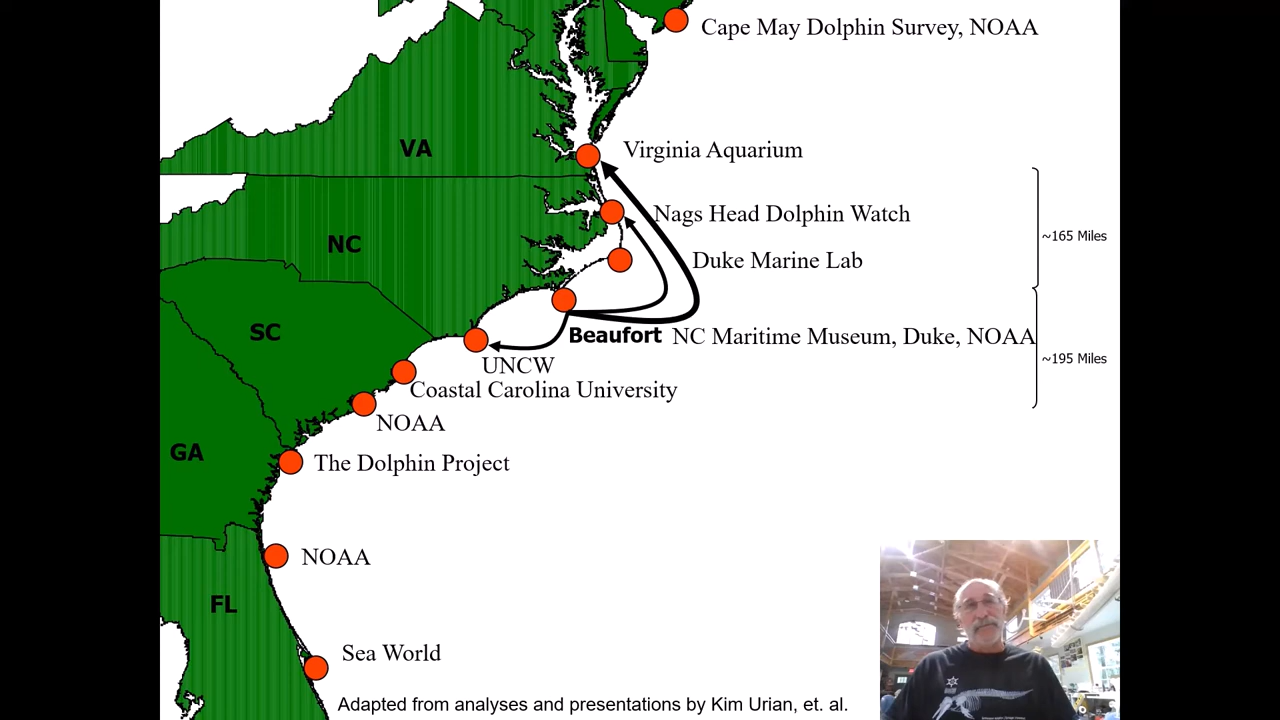 Cape May Dolphin Survey, NOAA
VA
Virginia Aquarium
Nags Head Dolphin Watch
NC
~165 Miles
Duke Marine Lab
SC
Beaufort NC Maritime Museum, Duke, NOAA
~195 Miles
UNCW
Coastal Carolina University
NOAA
GA
The Dolphin Project
NOAA
FL
Sea World
Adapted from analyses and presentations by Kim Urian, et. al.